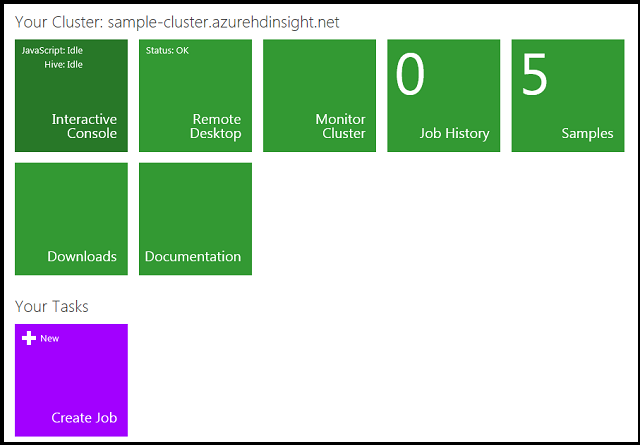 Your Cluster: sample-cluster.azurehdinsight.net
JavaScript: Idle
Hive: Idle
Interactive
Console
Status: OK
Remote
Desktop
Monitor
Cluster
0
Job History
5
Samples
Downloads
Documentation
Your Tasks
New
Create Job